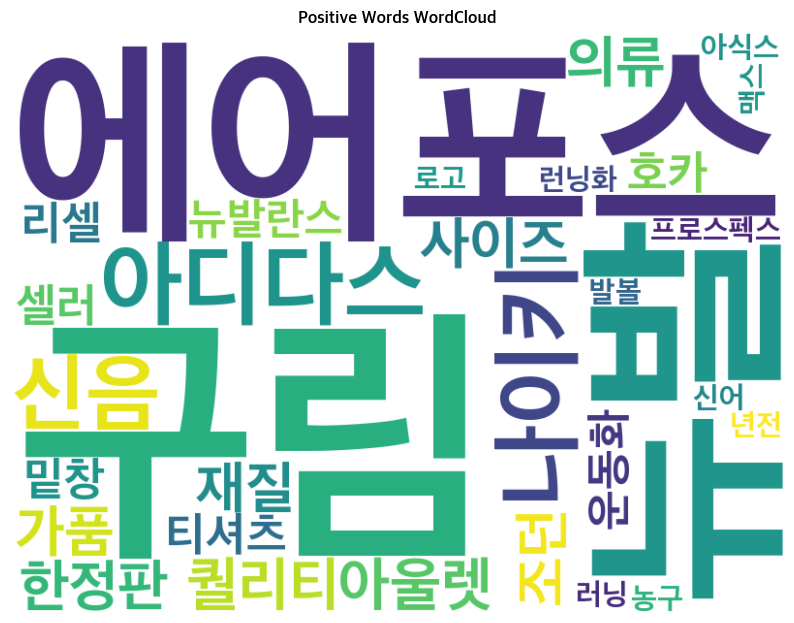 Positive Words WordCloud
에어포스
의류
아식스
맥스
로고
런닝화
호카
리셀
뉴발란스
사이즈
프로스펙스
아디다스
셀러
발볼
뉴발
나이키
구림
신음
신어
년전
운동화
밑창
재질
가품
티셔츠
조던
한정판
퀄리티
아울렛
러닝
농구